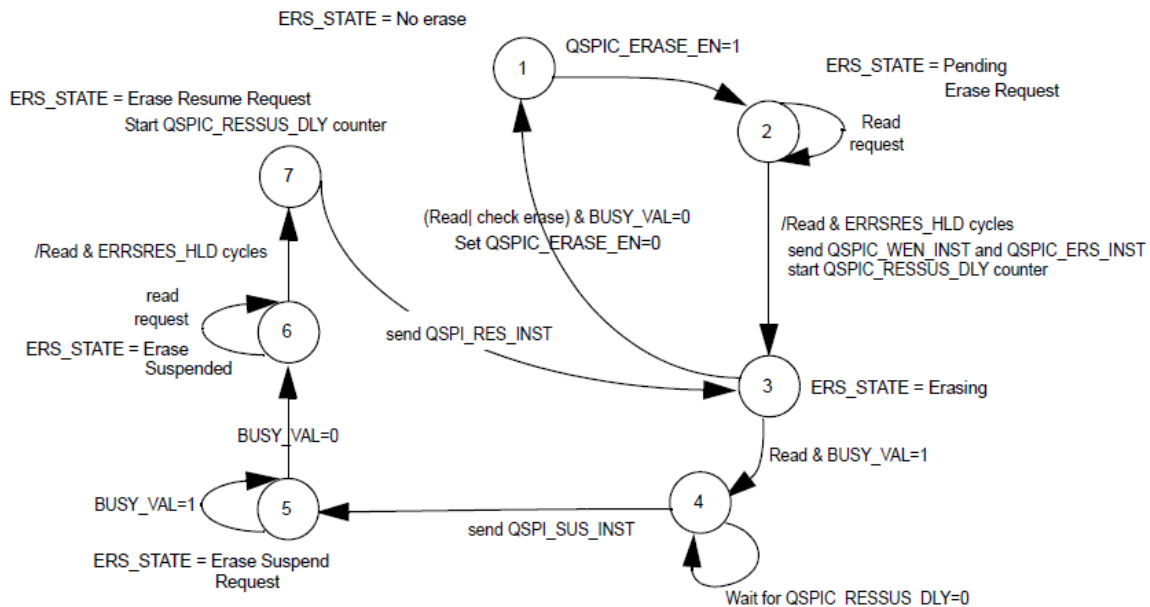 ERS_STATE = No erase
1
QSPIC_ERASE_EN=1
ERS_STATE = Pending
Erase Request
2
Read
request
ERS_STATE = Erase Resume Request
Start QSPIC_RESSUS_DLY counter
7
(Read| check erase) & BUSY_VAL=0
Set QSPIC_ERASE_EN=0
/Read & ERRSRES_HLD cycles
send QSPIC_WEN_INST and QSPIC_ERS_INST
start QSPIC_RESSUS_DLY counter
/Read & ERRSRES_HLD cycles
read
request
6
ERS_STATE = Erase
Suspended
send QSPI_RES_INST
3
ERS_STATE = Erasing
BUSY_VAL=0
Read & BUSY_VAL=1
BUSY_VAL=1
5
4
send QSPI_SUS_INST
ERS_STATE = Erase Suspend
Request
Wait for QSPIC_RESSUS_DLY=0